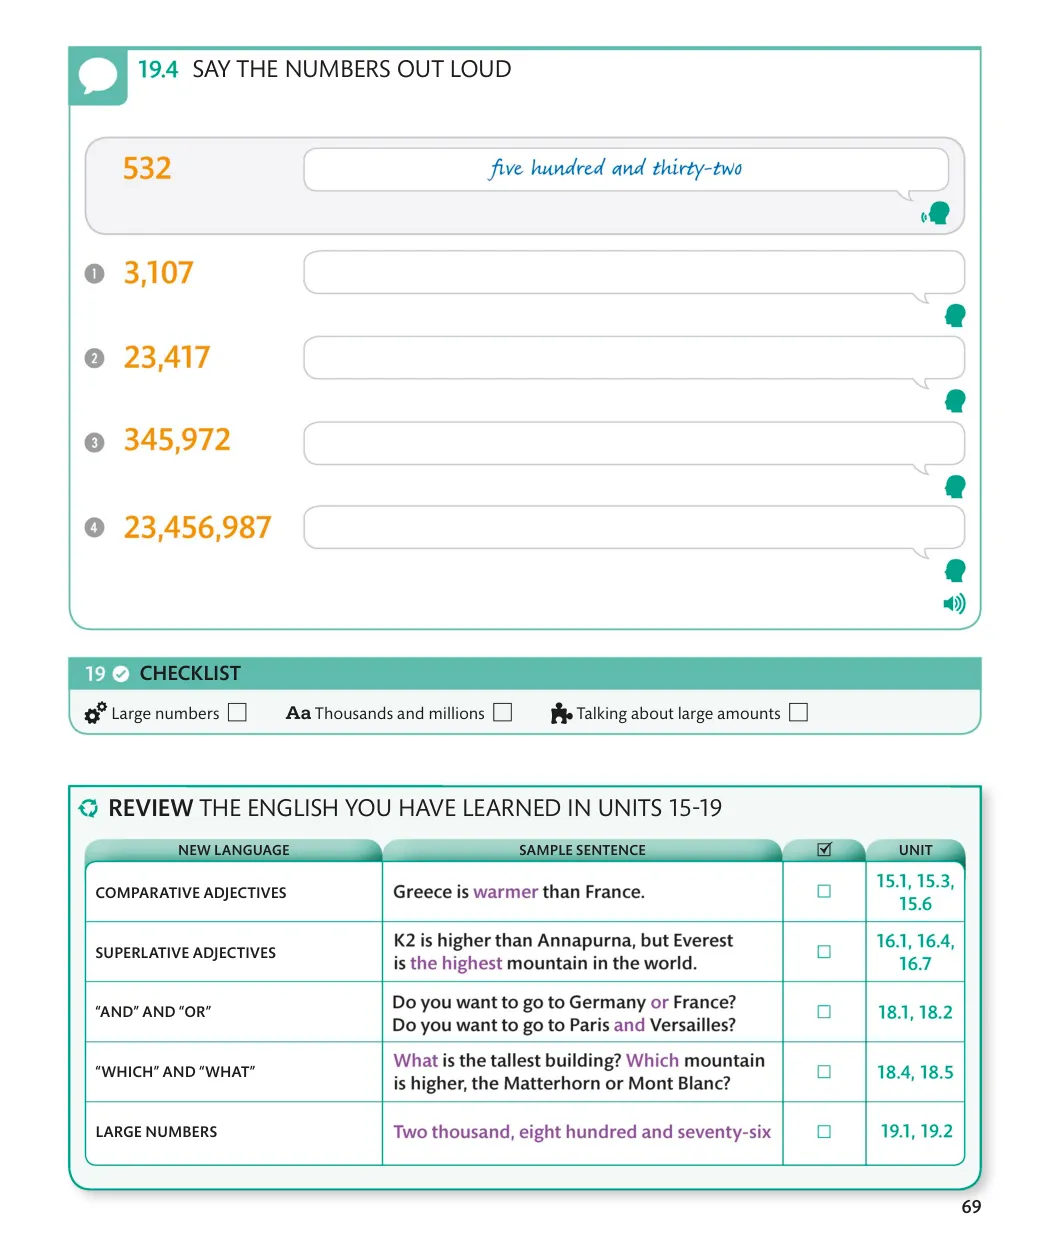 19.4 SAY THE NUMBERS OUT LOUD
532
five hundred and thirty-two
1 3,107
2 23,417
3 345,972
4 23,456,987
19 CHECKLIST
Large numbers
Aa Thousands and millions
Talking about large amounts
REVIEW THE ENGLISH YOU HAVE LEARNED IN UNITS 15-19
NEW LANGUAGE
SAMPLE SENTENCE
UNIT
COMPARATIVE ADJECTIVES
Greece is warmer than France.
15.1, 15.3,
15.6
SUPERLATIVE ADJECTIVES
K2 is higher than Annapurna, but Everest
is the highest mountain in the world.
16.1, 16.4,
16.7
“AND” AND “OR”
Do you want to go to Germany or France?
Do you want to go to Paris and Versailles?
18.1, 18.2
“WHICH” AND “WHAT”
What is the tallest building? Which mountain
is higher, the Matterhorn or Mont Blanc?
18.4, 18.5
LARGE NUMBERS
Two thousand, eight hundred and seventy-six
19.1, 19.2
69